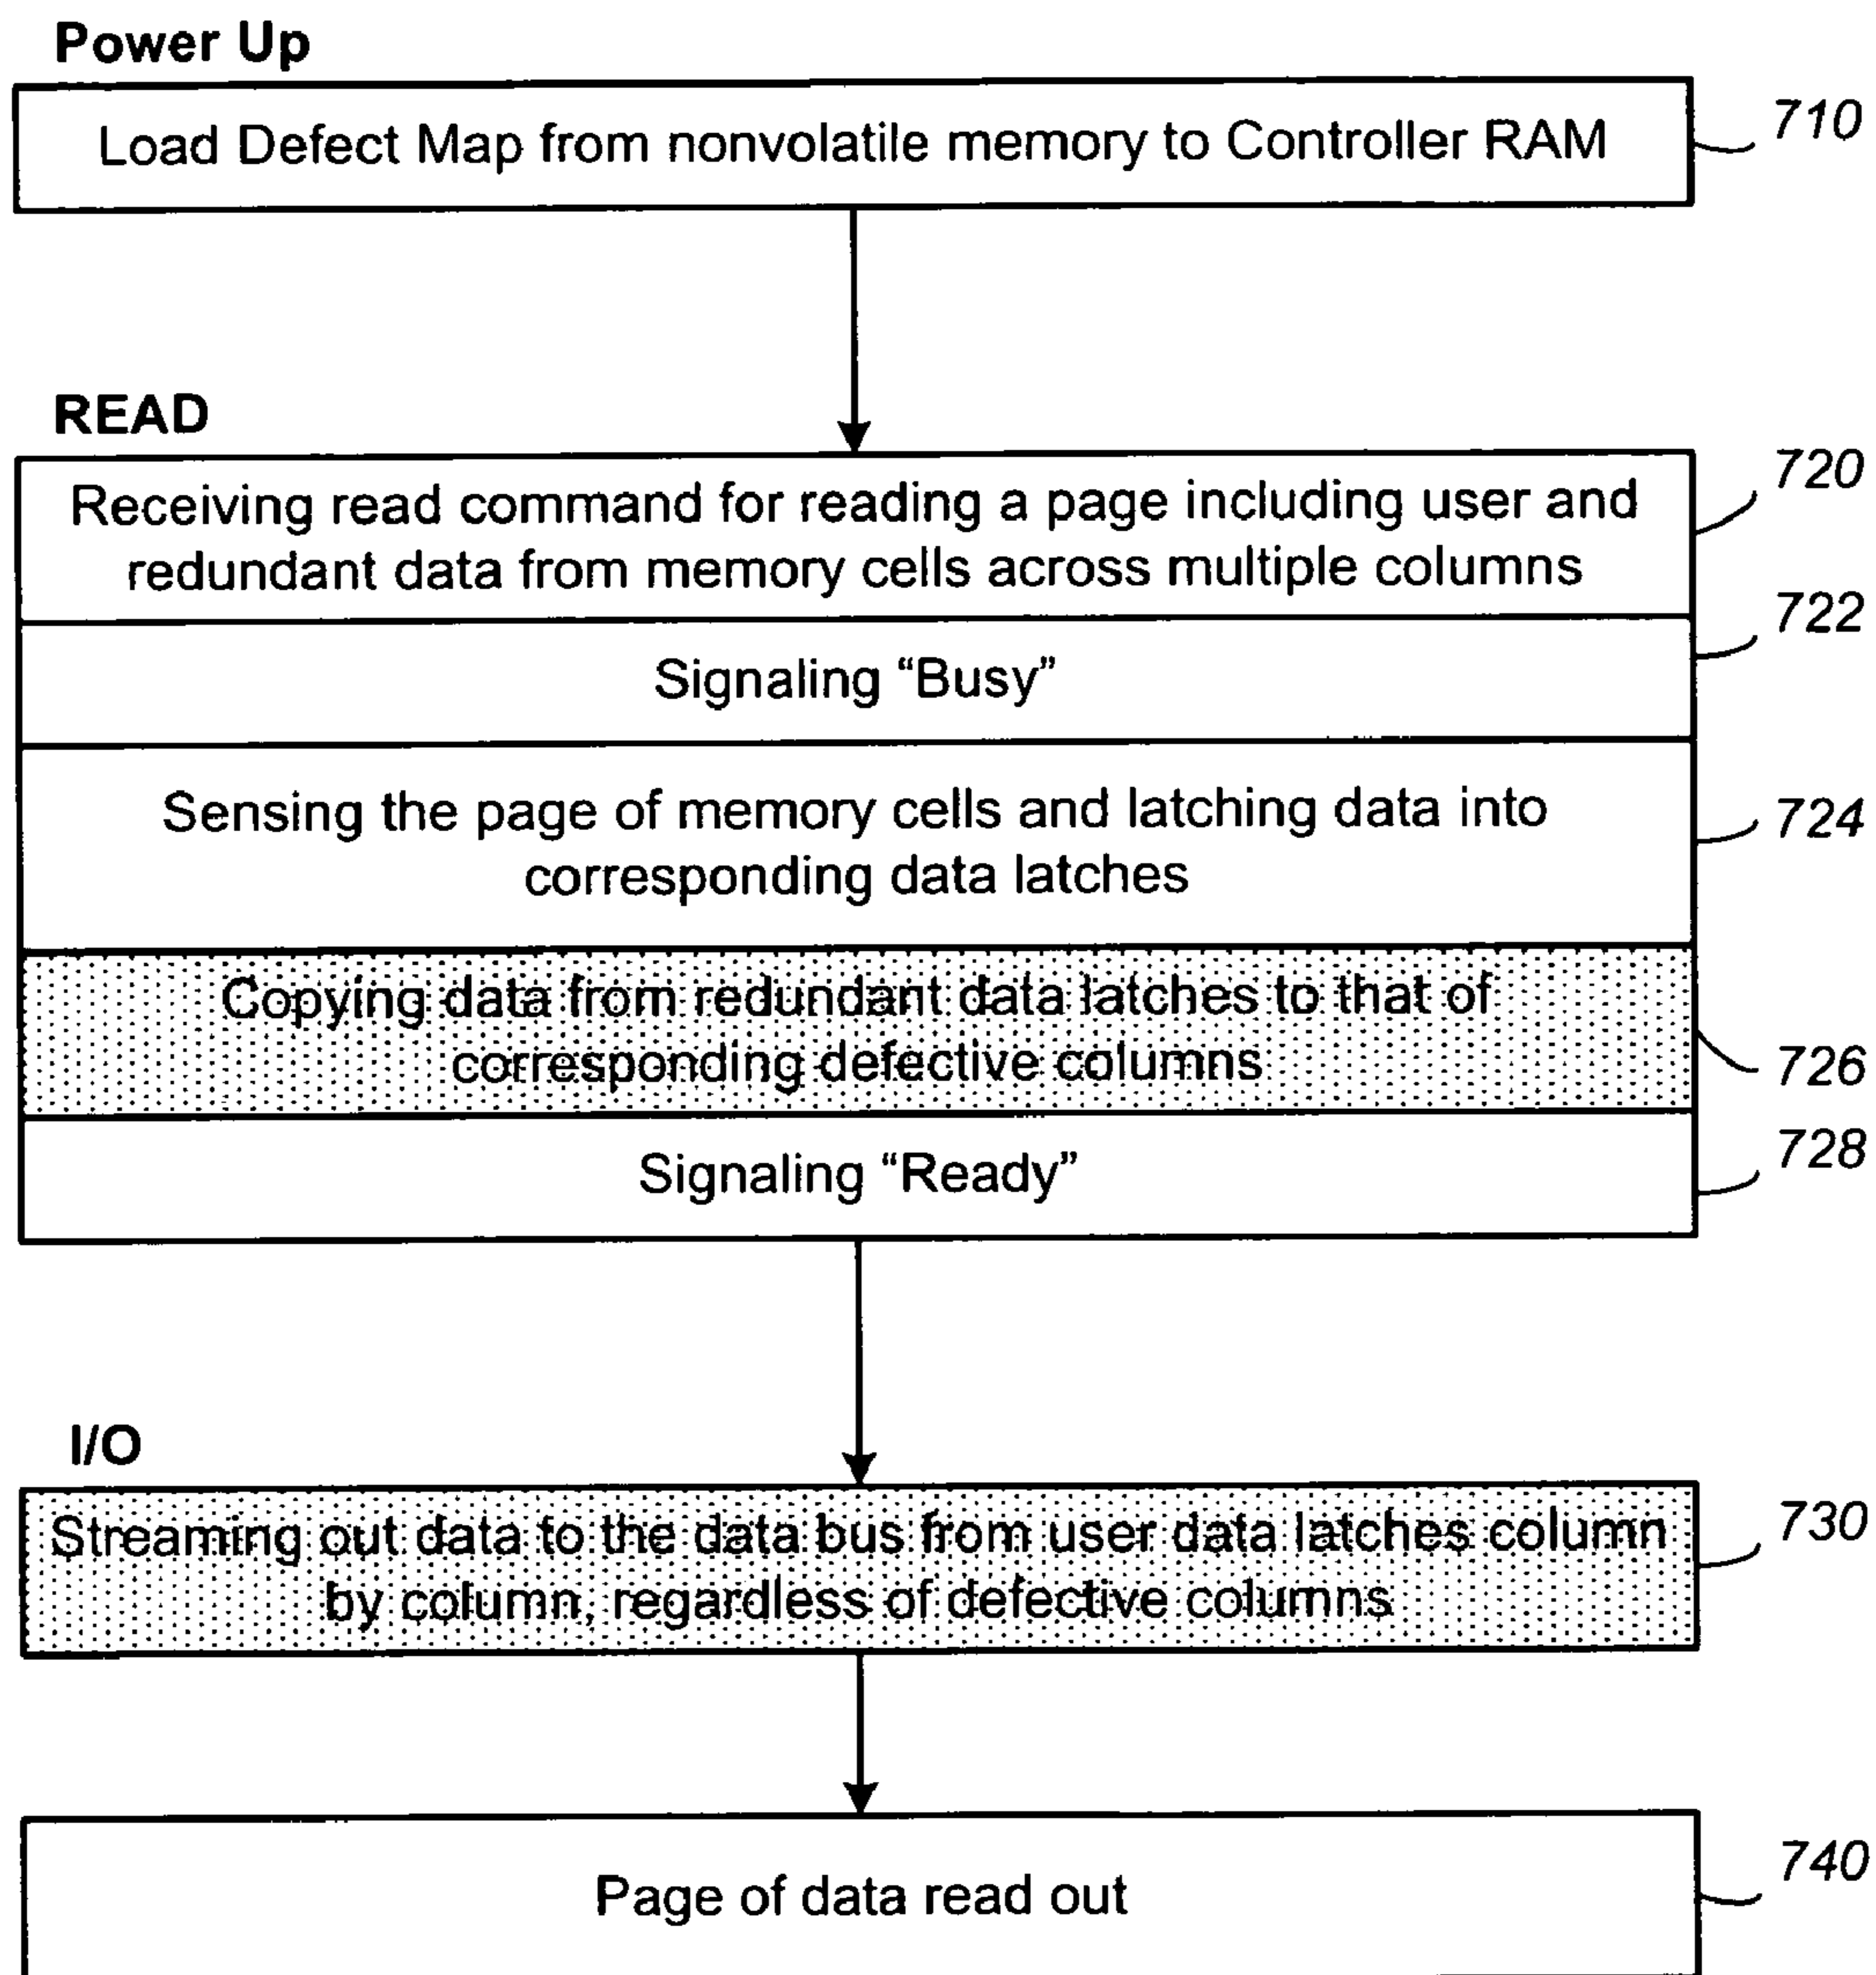 Power Up
Load Defect Map from nonvolatile memory to Controller RAM
710
READ
Receiving read command for reading a page including user and
redundant data from memory cells across multiple columns
720
Signaling “Busy”
722
Sensing the page of memory cells and latching data into
corresponding data latches
724
Copying data from redundant data latches to that of
corresponding defective columns
726
Signaling “Ready”
728
I/O
Streaming out data to the data bus from user data latches column
by column, regardless of defective columns
730
Page of data read out
740